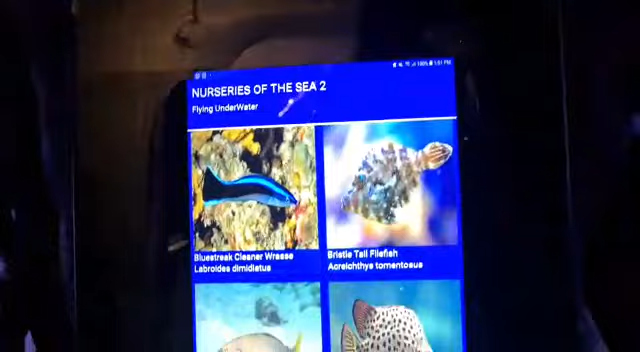 NURSERIES OF THE SEA 2
Flying UnderWater
Bluestreak Cleaner Wrasse
Labroides dimidiatus
Bristle Tail Filefish
Acreichthys tomentosus